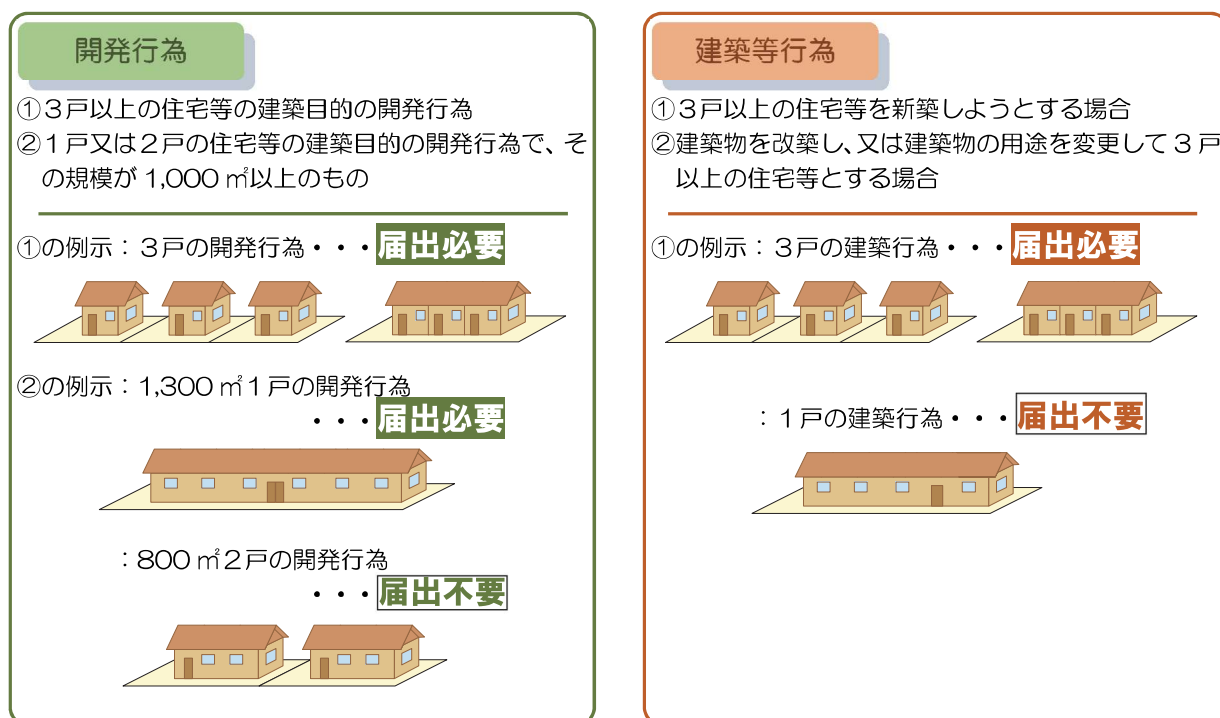 開発行為
①３戸以上の住宅等の建築目的の開発行為
②１戸又は２戸の住宅等の建築目的の開発行為で、そ
の規模が 1,000 ㎡以上のもの
①の例示：３戸の開発行為・・・届出必要
②の例示：1,300 ㎡１戸の開発行為
・・・届出必要
：800 ㎡２戸の開発行為
・・・届出不要
建築等行為
①３戸以上の住宅等を新築しようとする場合
②建築物を改築し、又は建築物の用途を変更して３戸
以上の住宅等とする場合
①の例示：３戸の建築行為・・・届出必要
：１戸の建築行為・・・届出不要